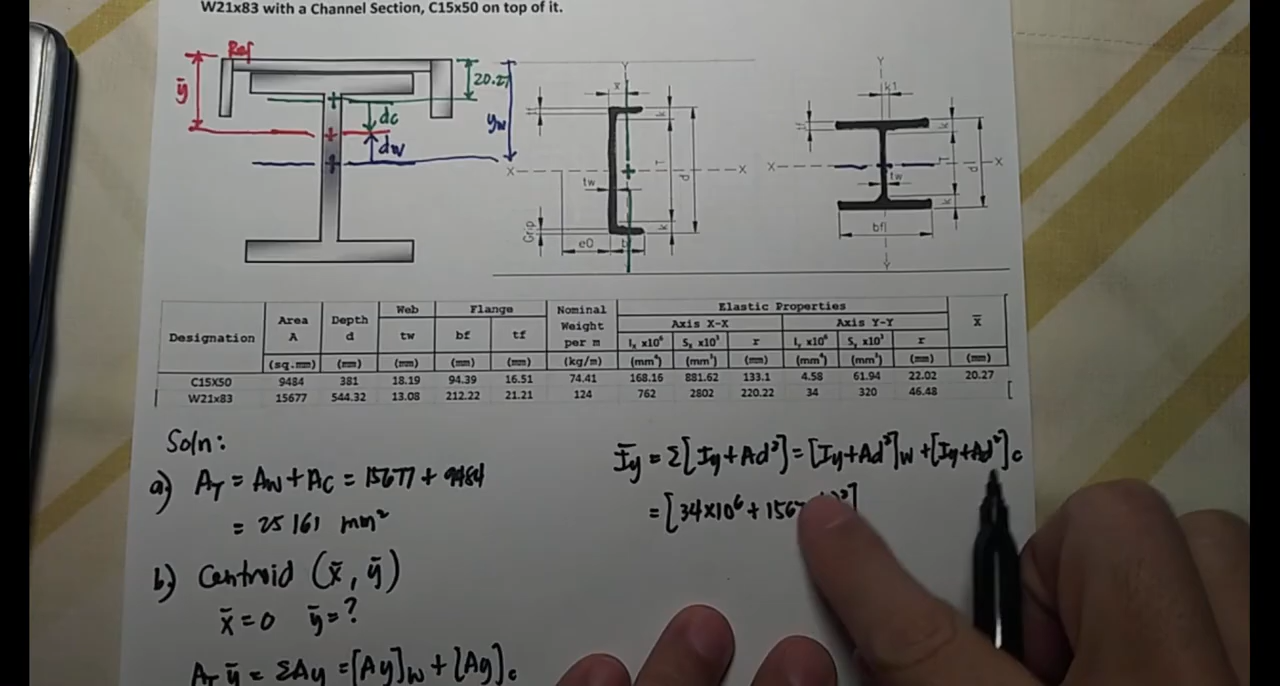 W21x83 with a Channel Section, C15x50 on top of it.
Ref
ȳ
20.27
dc
yw
dw
Y
x
k
T
d
X
X
tw
k
Grip
e0
Y
k1
k
T
d
X
X
tw
k
bf
Y
Designation Area A Depth d Web tw Flange bf tf Nominal Weight per m Elastic Properties x̄
Axis X-X Axis Y-Y
Ix x10⁶ Sx x10³ r Iy x10⁶ Sy x10³ r
(sq.mm) (mm) (mm) (mm) (mm) (kg/m) (mm⁴) (mm³) (mm) (mm⁴) (mm³) (mm) (mm)
C15X50 9484 381 18.19 94.39 16.51 74.41 168.16 881.62 133.1 4.58 61.94 22.02 20.27
W21x83 15677 544.32 13.08 212.22 21.21 124 762 2802 220.22 34 320 46.48
Soln:
a) AT = AW + AC = 15677 + 9484
= 25 161 mm²
b) Centroid (x̄, ȳ)
x̄ = 0 ȳ = ?
AT ȳ = ΣAy = [Ay]w + [Ay]c
Īy = Σ[Iy + Ad²] = [Iy + Ad²]w + [Iy + Ad²]c
= [34x10⁶ +